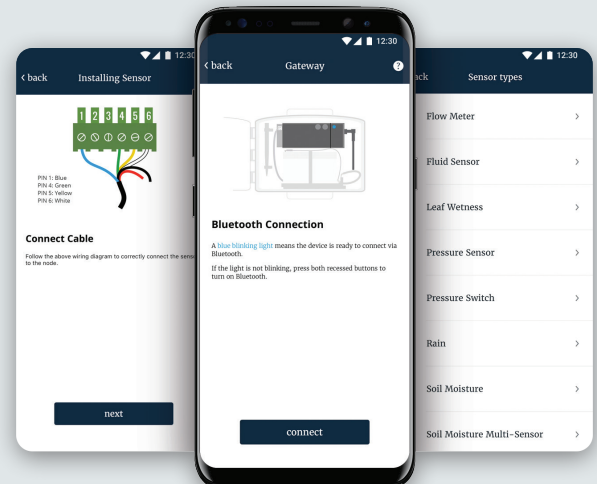 12:30
back
Installing Sensor
1 2 3 4 5 6
PIN 1: Blue
PIN 4: Green
PIN 5: Yellow
PIN 6: White
Connect Cable
Follow the above wiring diagram to correctly connect the
to the node.
next
12:30
back
Gateway
?
Bluetooth Connection
A blue blinking light means the device is ready to connect via
Bluetooth.
If the light is not blinking, press both recessed buttons to
turn on Bluetooth.
connect
12:30
Sensor types
Flow Meter
Fluid Sensor
Leaf Wetness
Pressure Sensor
Pressure Switch
Rain
Soil Moisture
Soil Moisture Multi-Sensor